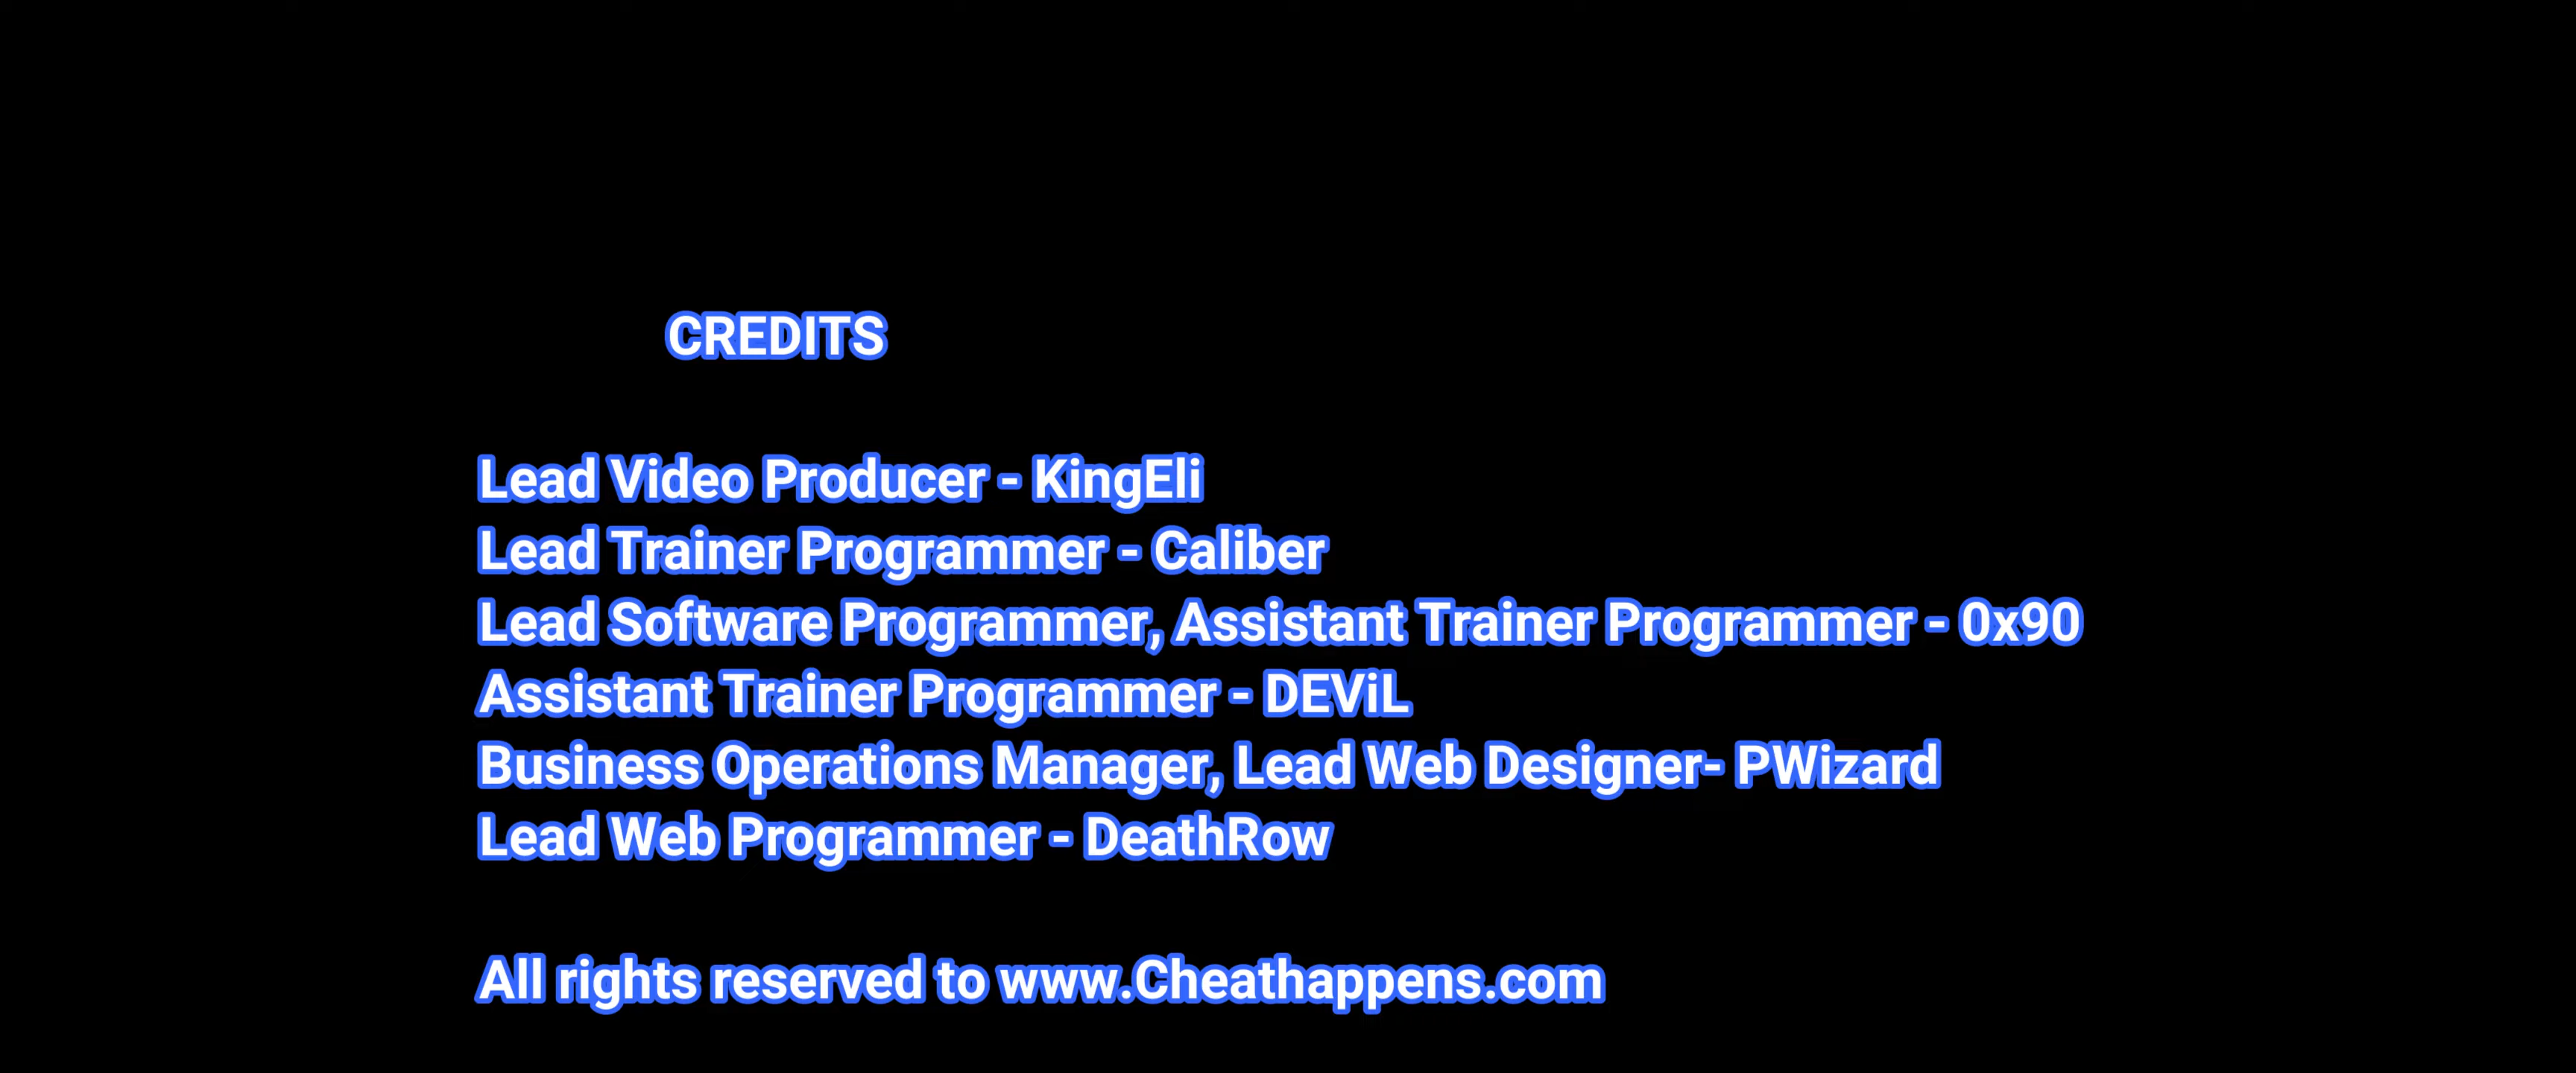 CREDITS
Lead Video Producer - KingEli
Lead Trainer Programmer - Caliber
Lead Software Programmer, Assistant Trainer Programmer - 0x90
Assistant Trainer Programmer - DEViL
Business Operations Manager, Lead Web Designer- PWizard
Lead Web Programmer - DeathRow
All rights reserved to www.Cheathappens.com